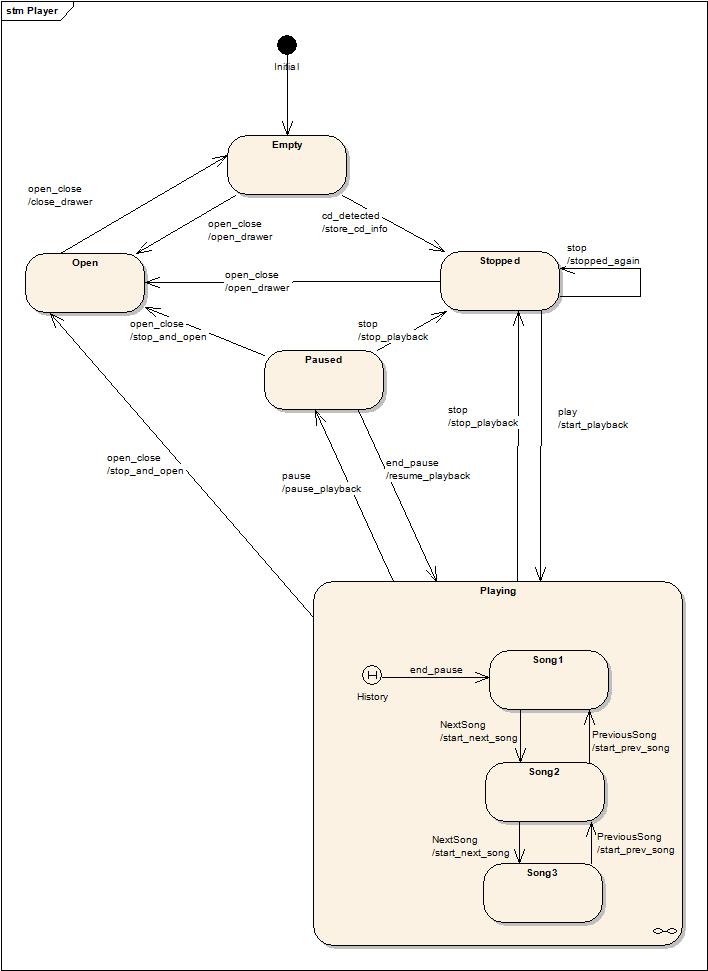 stm Player
Initial
Empty
open_close
/close_drawer
open_close
/open_drawer
cd_detected
/store_cd_info
Open
Stopped
stop
/stopped_again
open_close
/open_drawer
open_close
/stop_and_open
stop
/stop_playback
Paused
stop
/stop_playback
play
/start_playback
open_close
/stop_and_open
pause
/pause_playback
end_pause
/resume_playback
Playing
H
History
end_pause
Song1
NextSong
/start_next_song
PreviousSong
/start_prev_song
Song2
NextSong
/start_next_song
PreviousSong
/start_prev_song
Song3